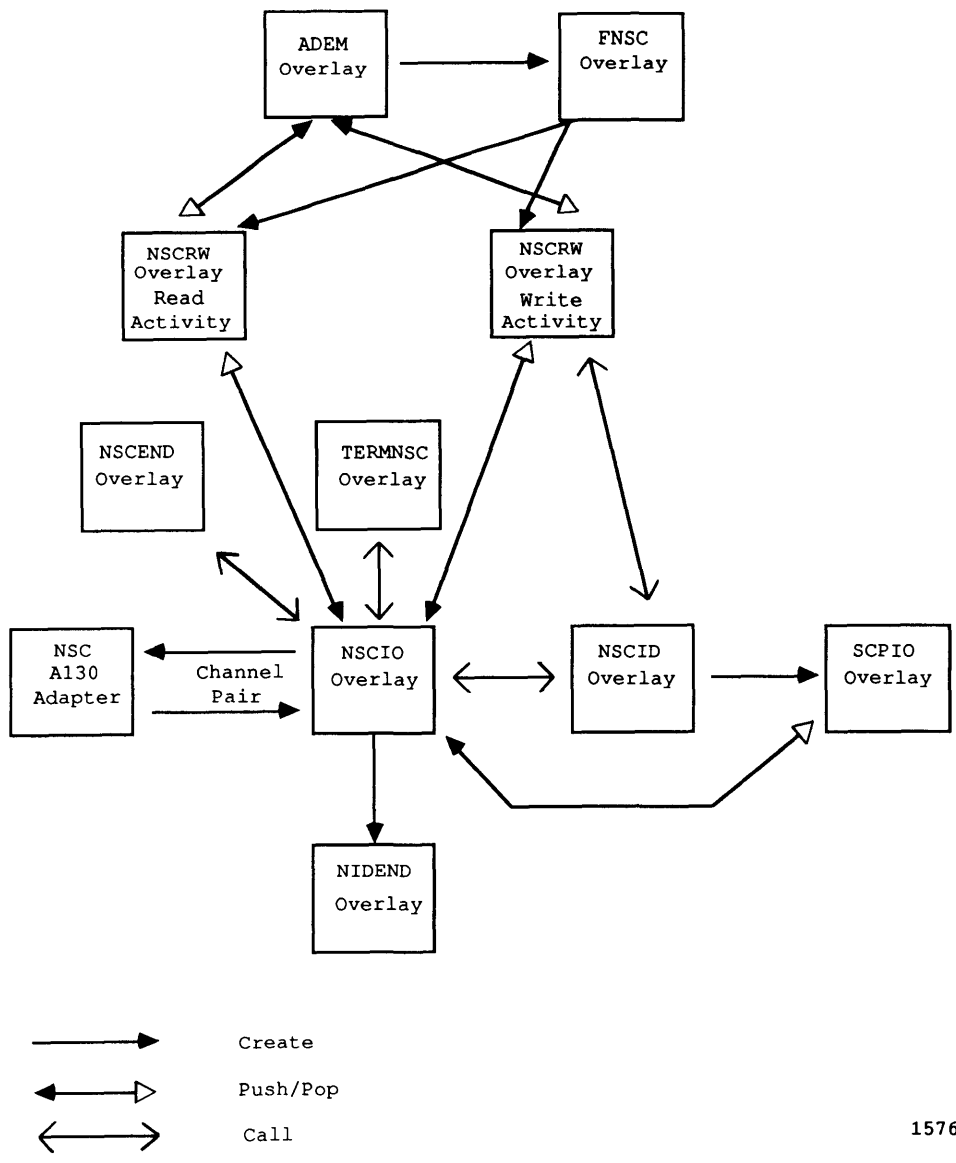 ADEM
Overlay
FNSC
Overlay
NSCRW
Overlay
Read
Activity
NSCRW
Overlay
Write
Activity
NSCEND
Overlay
TERMNSC
Overlay
NSC
A130
Adapter
Channel
Pair
NSCIO
Overlay
NSCID
Overlay
SCPIO
Overlay
NIDEND
Overlay
Create
Push/Pop
Call
1576